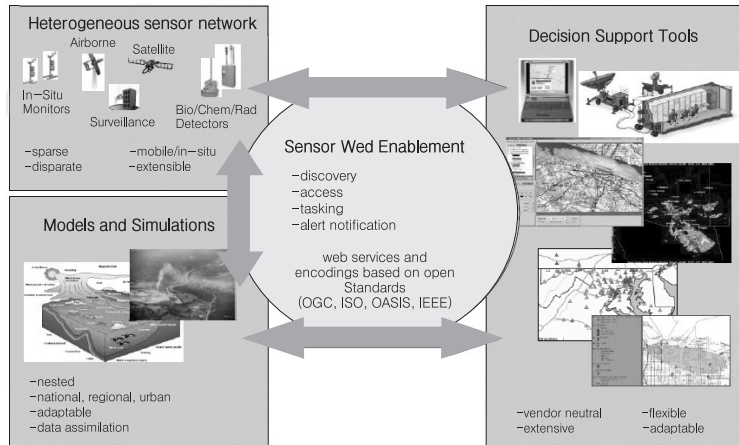 Heterogeneous sensor network
Airborne
Satellite
In-Situ
Monitors
Surveillance
Bio/Chem/Rad
Detectors
-sparse
-disparate
-mobile/in-situ
-extensible
Models and Simulations
-nested
-national, regional, urban
-adaptable
-data assimilation
Sensor Wed Enablement
-discovery
-access
-tasking
-alert notification
web services and
encodings based on open
Standards
(OGC, ISO, OASIS, IEEE)
Decision Support Tools
-vendor neutral
-extensive
-flexible
-adaptable